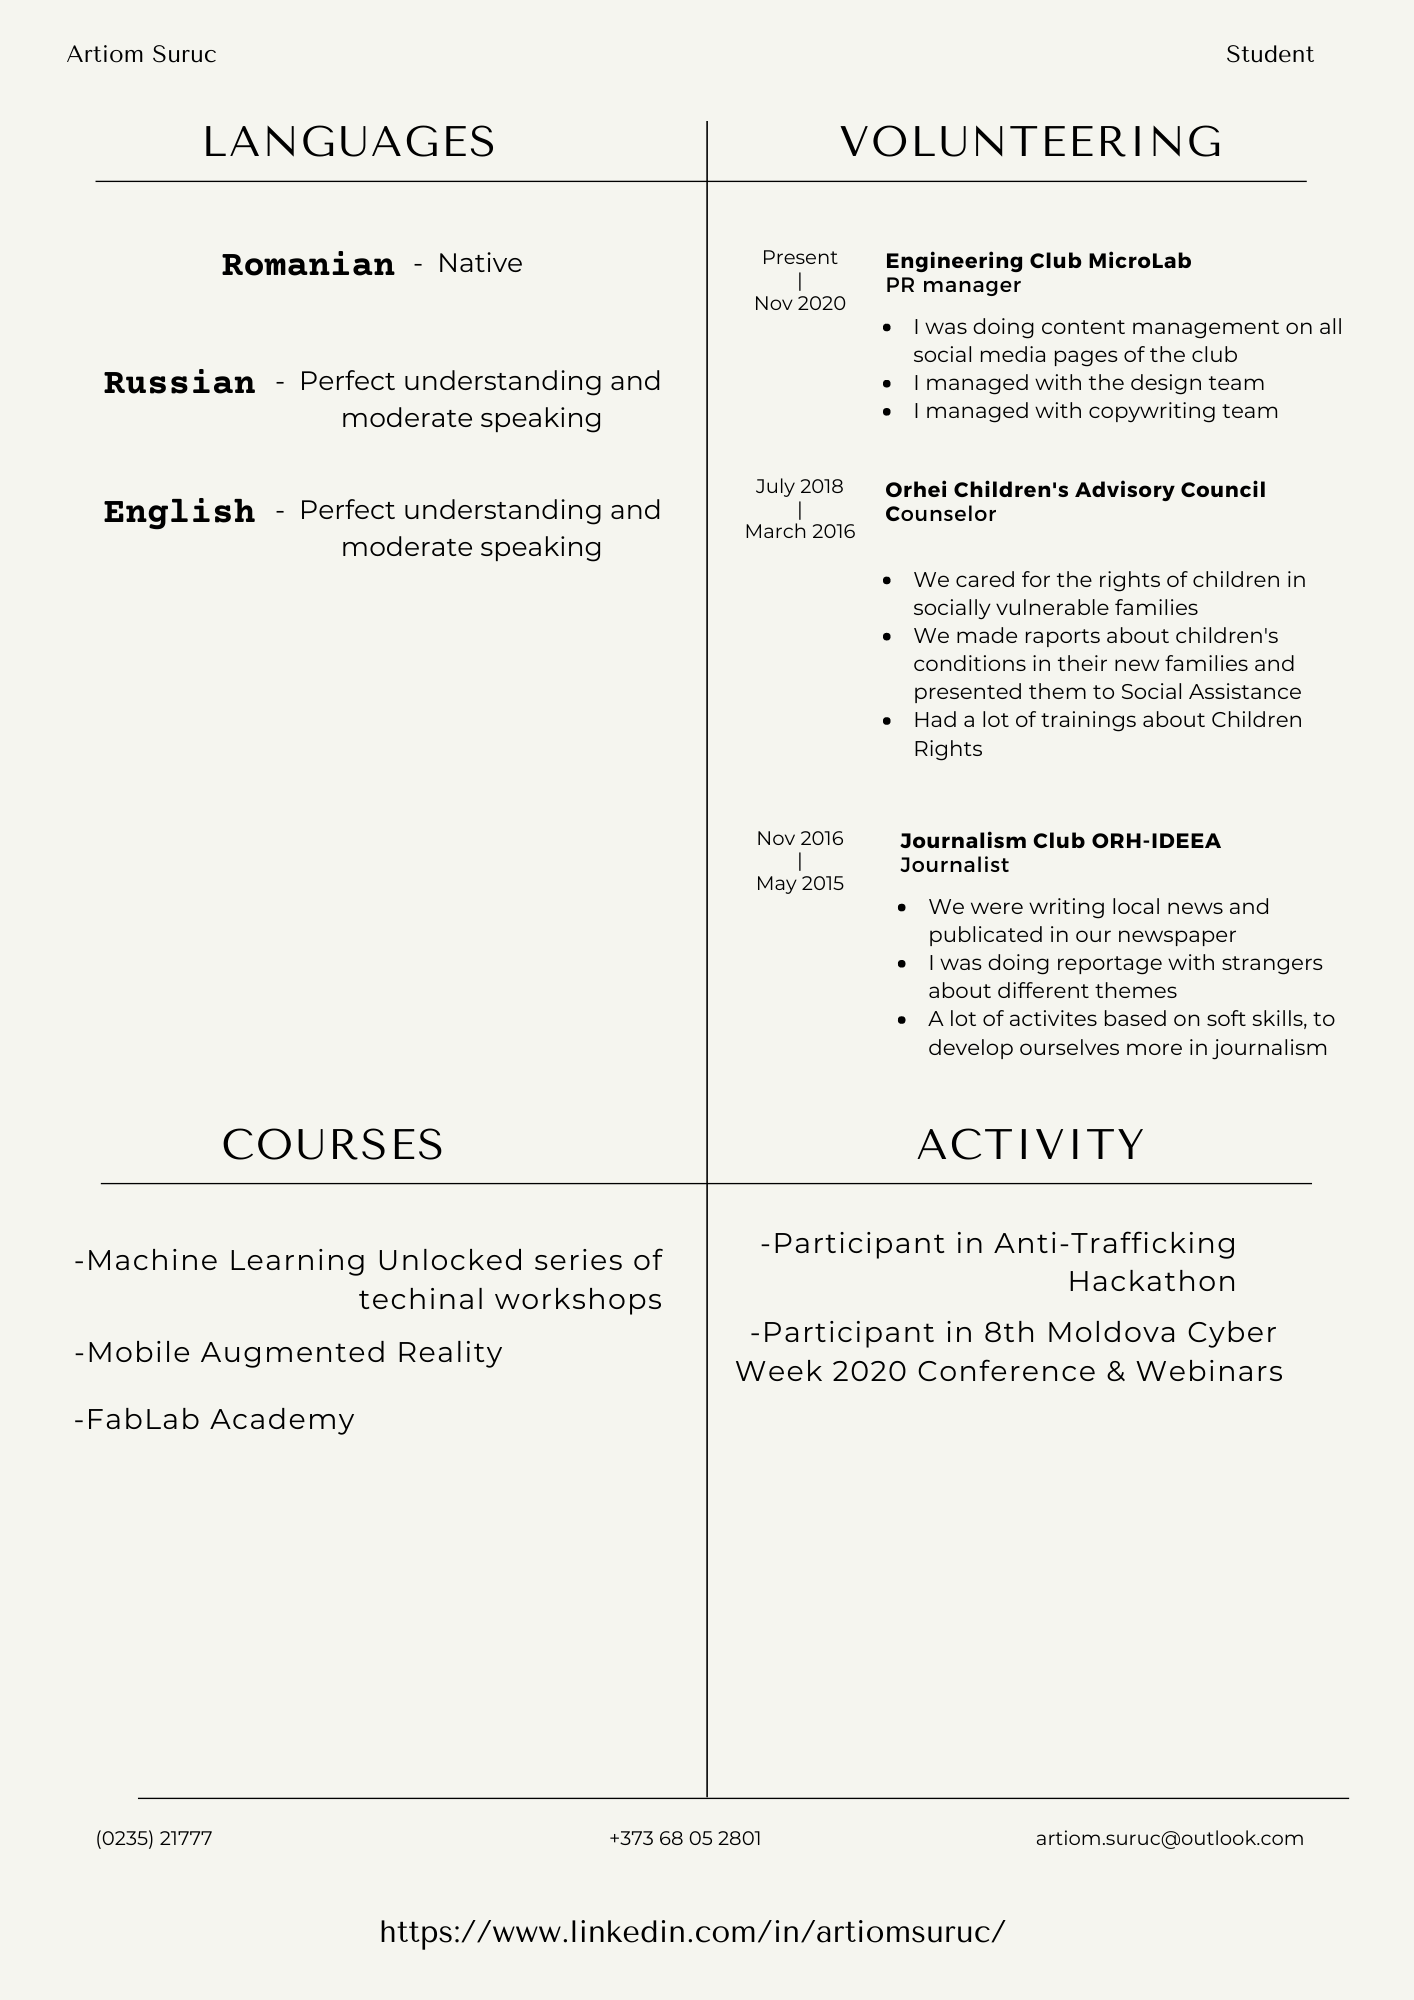 Artiom Suruc
Student
LANGUAGES
Romanian - Native
Russian - Perfect understanding and
moderate speaking
English - Perfect understanding and
moderate speaking
VOLUNTEERING
Present
|
Nov 2020
Engineering Club MicroLab
PR manager
• I was doing content management on all
social media pages of the club
• I managed with the design team
• I managed with copywriting team
July 2018
|
March 2016
Orhei Children's Advisory Council
Counselor
• We cared for the rights of children in
socially vulnerable families
• We made raports about children's
conditions in their new families and
presented them to Social Assistance
• Had a lot of trainings about Children
Rights
Nov 2016
|
May 2015
Journalism Club ORH-IDEEA
Journalist
• We were writing local news and
publicated in our newspaper
• I was doing reportage with strangers
about different themes
• A lot of activites based on soft skills, to
develop ourselves more in journalism
COURSES
-Machine Learning Unlocked series of
techinal workshops
-Mobile Augmented Reality
-FabLab Academy
ACTIVITY
-Participant in Anti-Trafficking
Hackathon
-Participant in 8th Moldova Cyber
Week 2020 Conference & Webinars
(0235) 21777
+373 68 05 2801
artiom.suruc@outlook.com
https://www.linkedin.com/in/artiomsuruc/